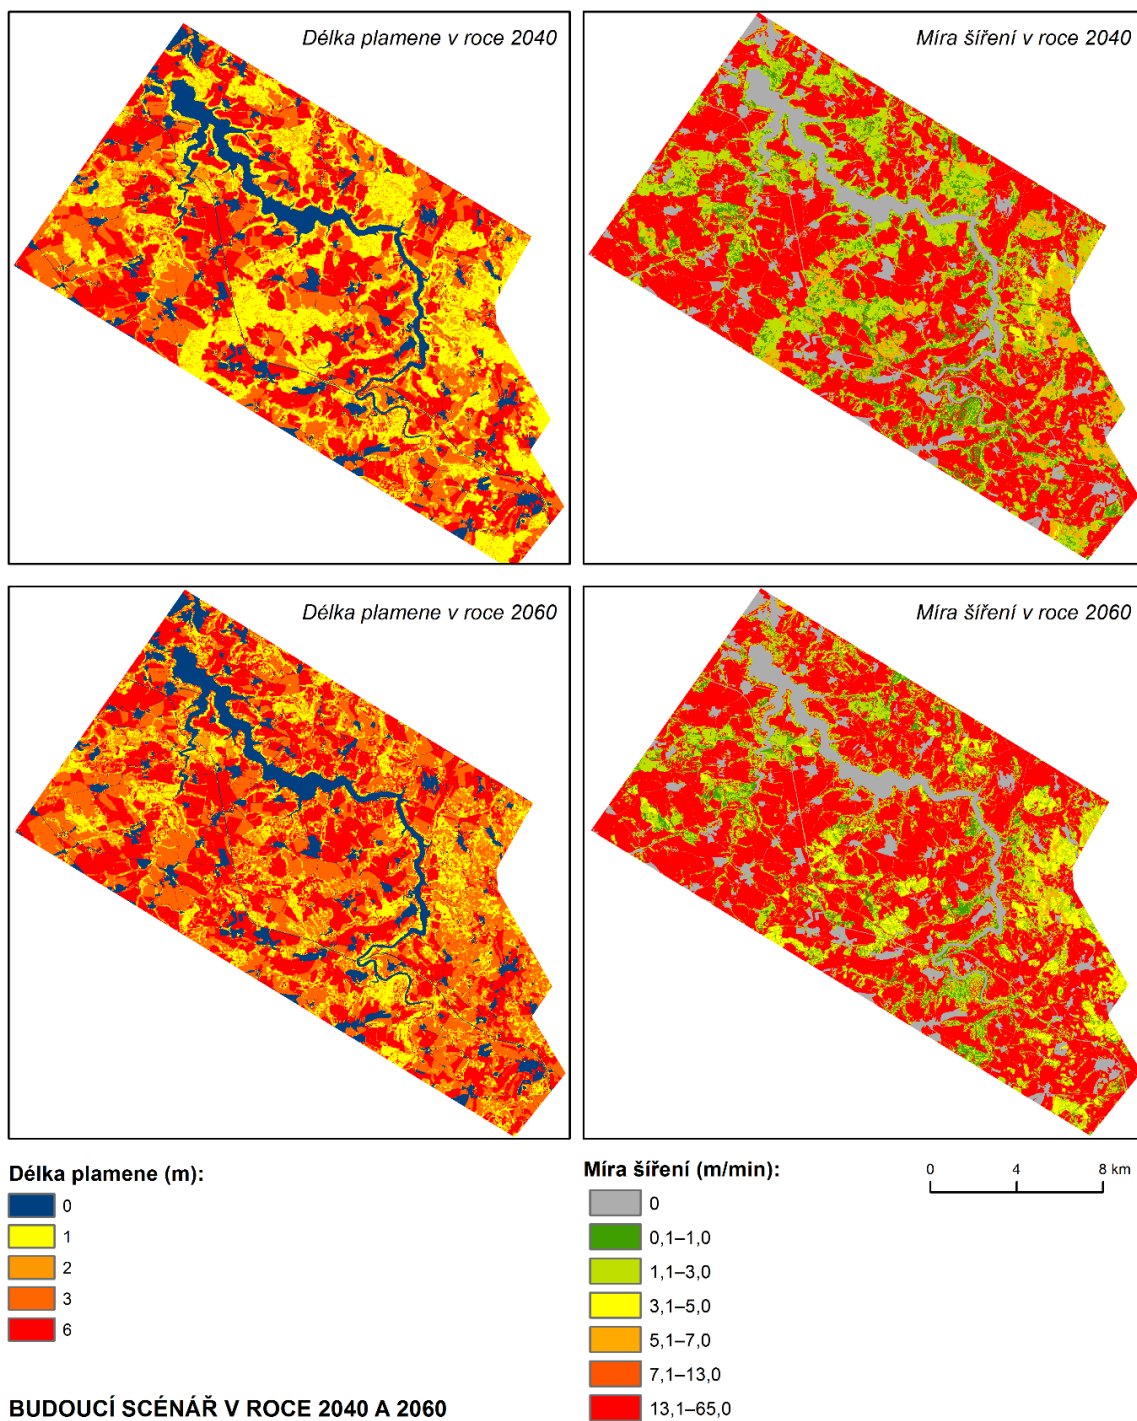 Délka plamene v roce 2040
Míra šíření v roce 2040
Délka plamene v roce 2060
Míra šíření v roce 2060
Délka plamene (m):
0
1
2
3
6
Míra šíření (m/min):
0
0,1–1,0
1,1–3,0
3,1–5,0
5,1–7,0
7,1–13,0
13,1–65,0
0 4 8 km
BUDOUCÍ SCÉNÁŘ V ROCE 2040 A 2060